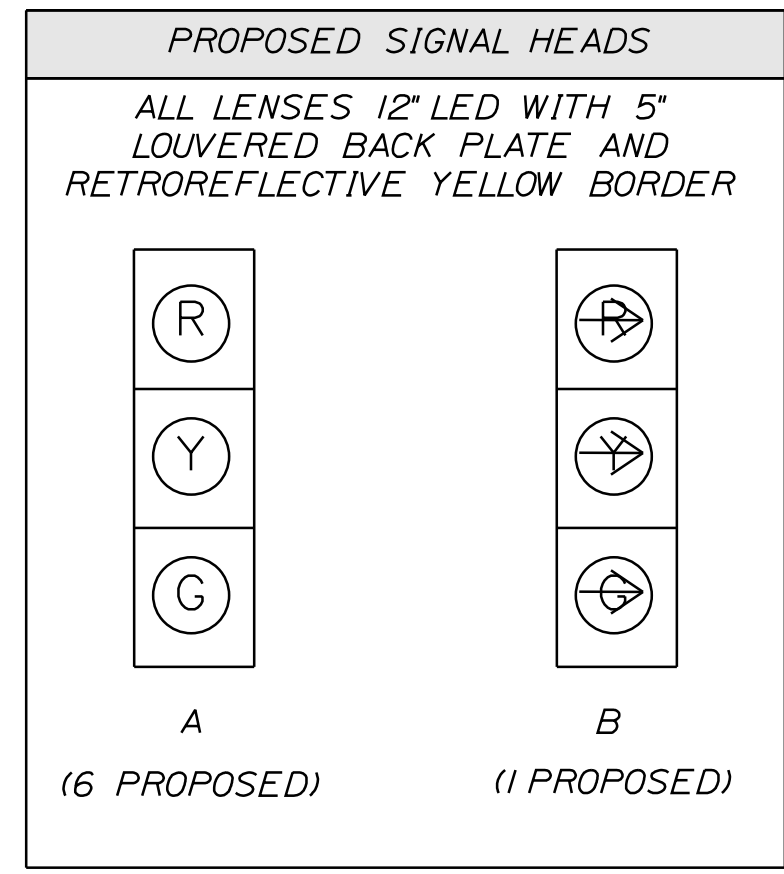 PROPOSED SIGNAL HEADS
ALL LENSES 12" LED WITH 5"
LOUVERED BACK PLATE AND
RETROREFLECTIVE YELLOW BORDER
R
R
Y
Y
G
G
A
B
(6 PROPOSED)
(1 PROPOSED)